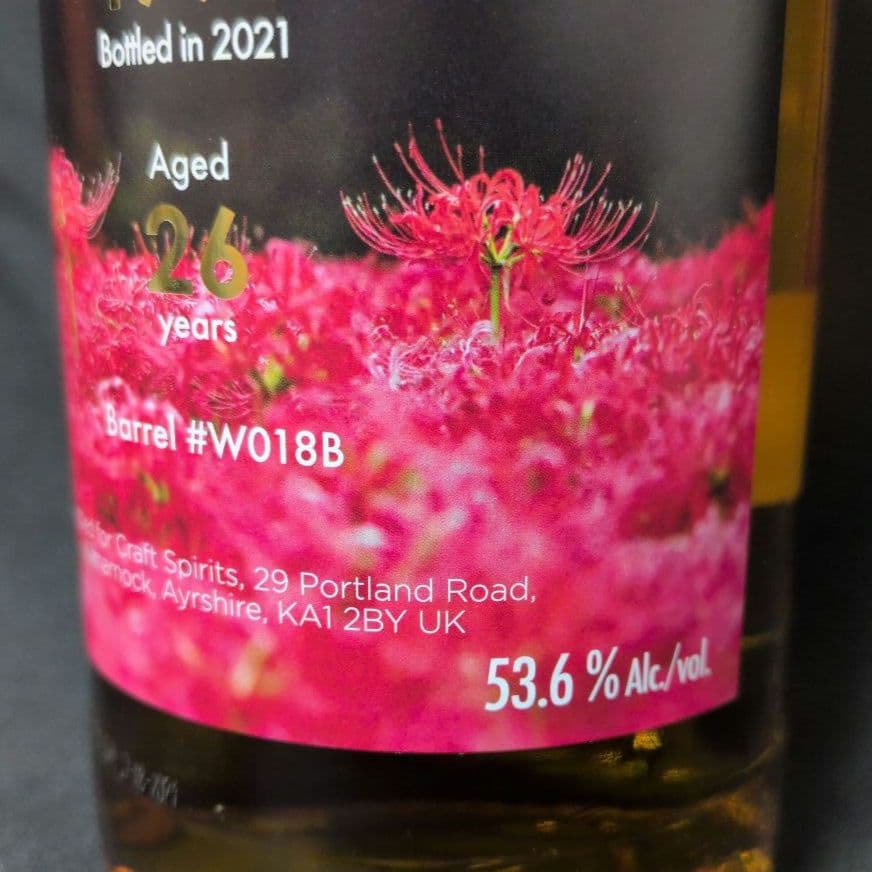 Bottled in 2021
Aged
26
years
Barrel #W018B
for Craft Spirits, 29 Portland Road,
Ayrshire, KA1 2BY UK
53.6 % Alc./vol.